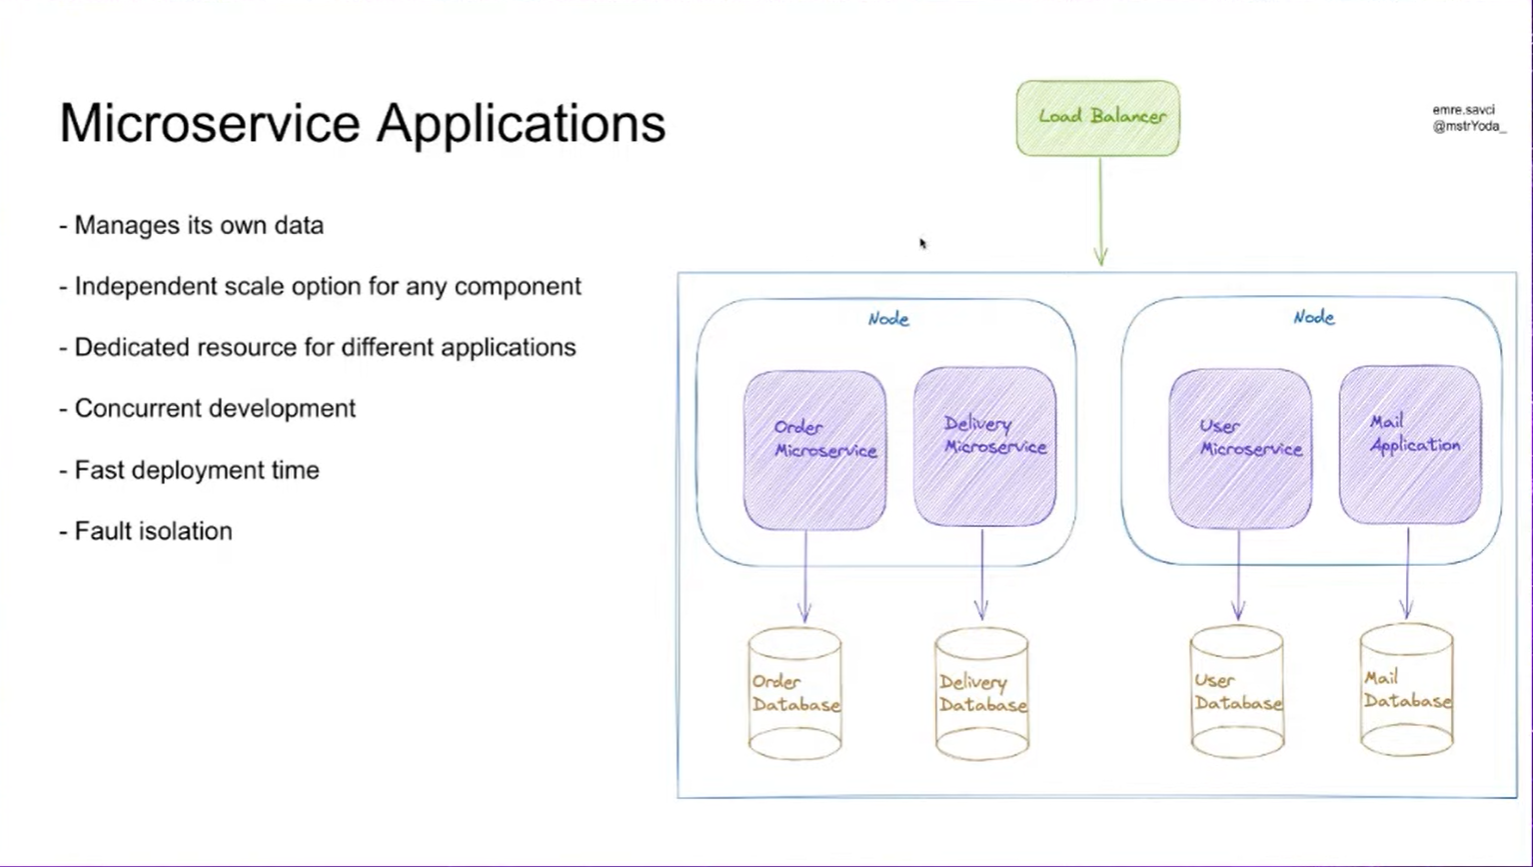 Microservice Applications
- Manages its own data
- Independent scale option for any component
- Dedicated resource for different applications
- Concurrent development
- Fast deployment time
- Fault isolation
Load Balancer
emre.savci
@mstrYoda_
Node
Order
Microservice
Delivery
Microservice
Node
User
Microservice
Mail
Application
Order
Database
Delivery
Database
User
Database
Mail
Database